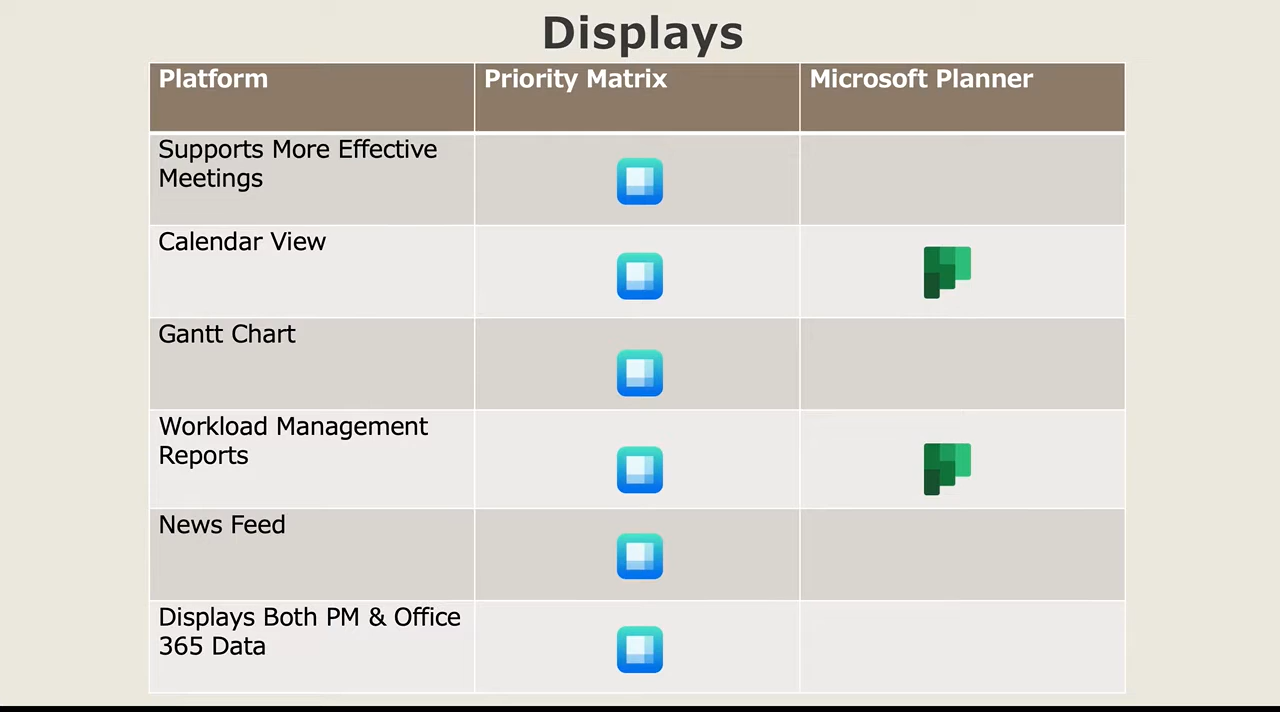 Displays
Platform
Priority Matrix
Microsoft Planner
Supports More Effective
Meetings
Calendar View
Gantt Chart
Workload Management
Reports
News Feed
Displays Both PM & Office
365 Data